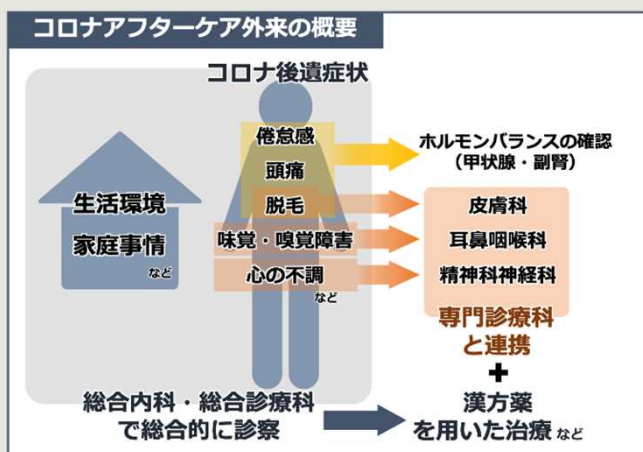 コロナアフターケア外来の概要
コロナ後遺症状
倦怠感
頭痛
脱毛
味覚・嗅覚障害
心の不調
など
生活環境
家庭事情
など
ホルモンバランスの確認
（甲状腺・副腎）
皮膚科
耳鼻咽喉科
精神科神経科
専門診療科
と連携
+
総合内科・総合診療科
で総合的に診察
漢方薬
を用いた治療 など